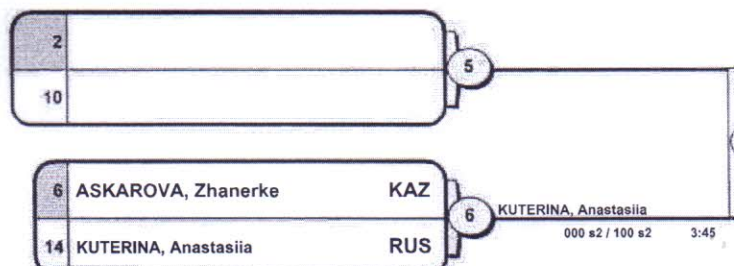 2
5
10
6 ASKAROVA, Zhanerke KAZ
6 KUTERINA, Anastasiia
14 KUTERINA, Anastasiia RUS
000 s2 / 100 s2 3:45